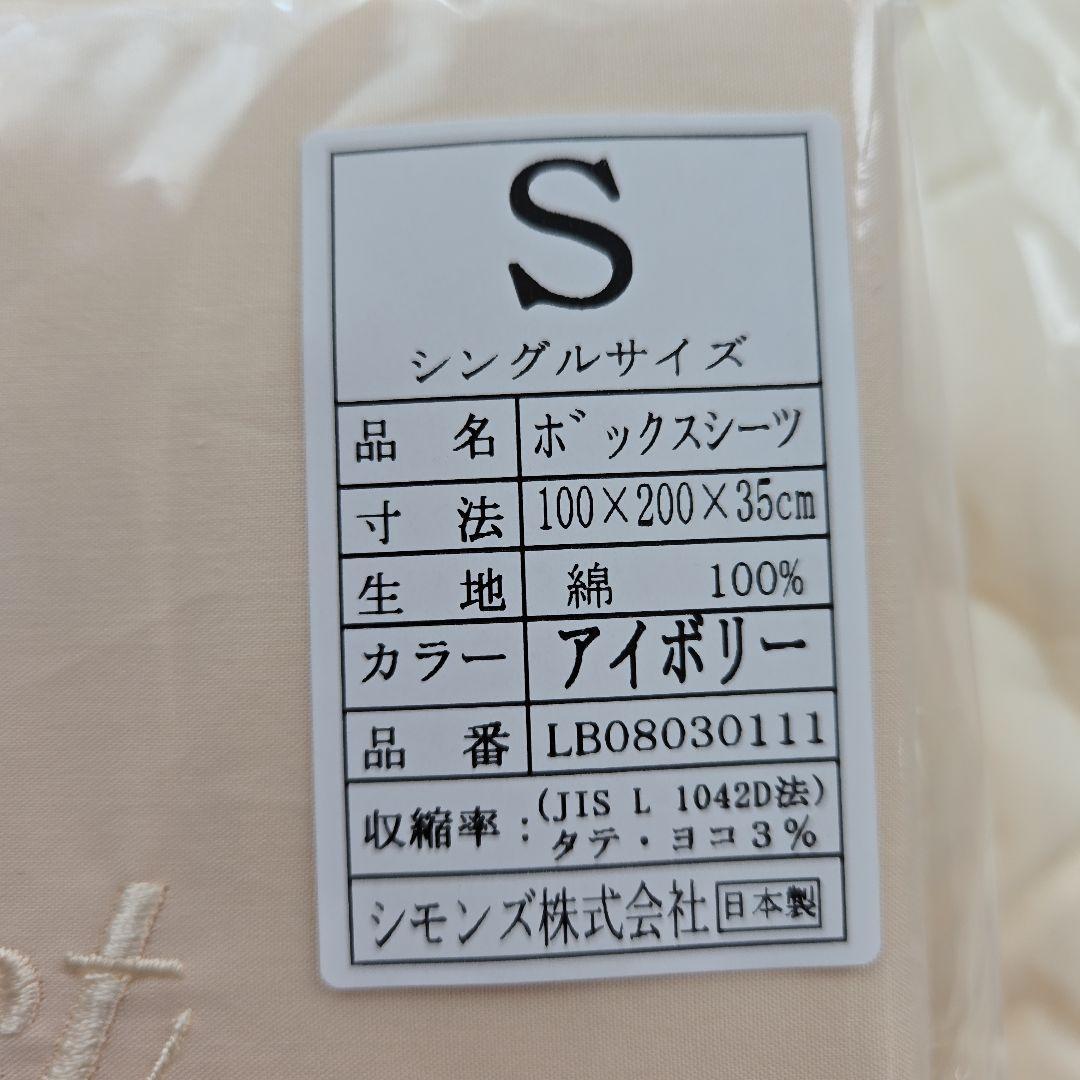 S
シングルサイズ
品名 ボックスシーツ
寸法 100×200×35cm
生地 綿 100%
カラー アイボリー
品番 LB08030111
収縮率:(JIS L 1042D法)
タテ・ヨコ3%
シモンズ株式会社 日本製